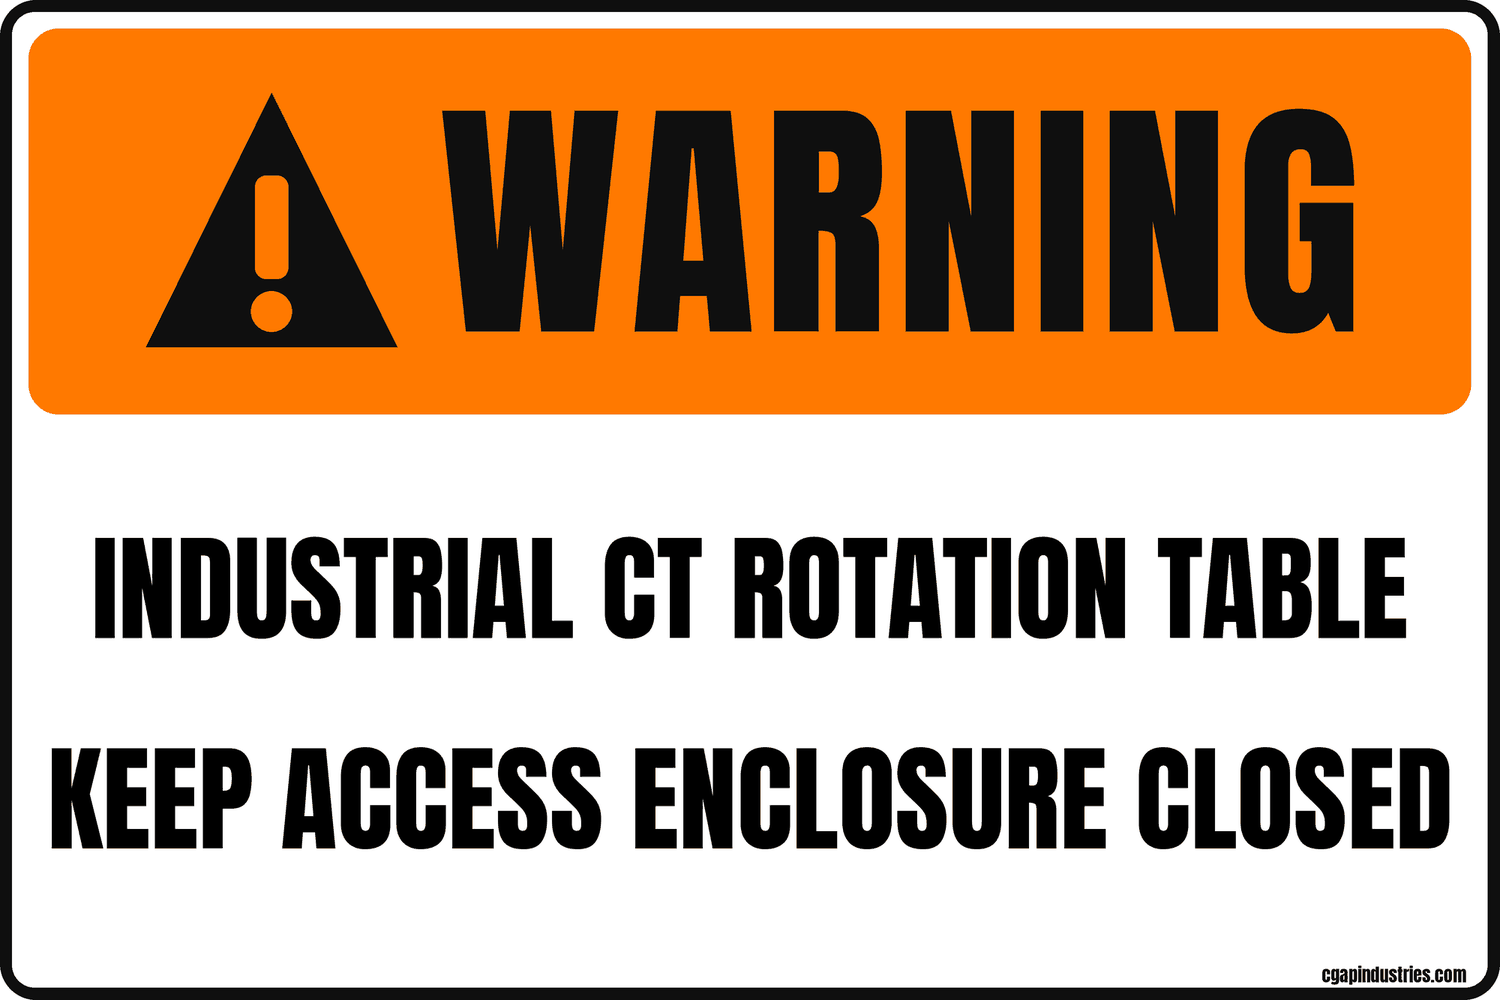 WARNING
INDUSTRIAL CT ROTATION TABLE
KEEP ACCESS ENCLOSURE CLOSED
cgapindustries.com